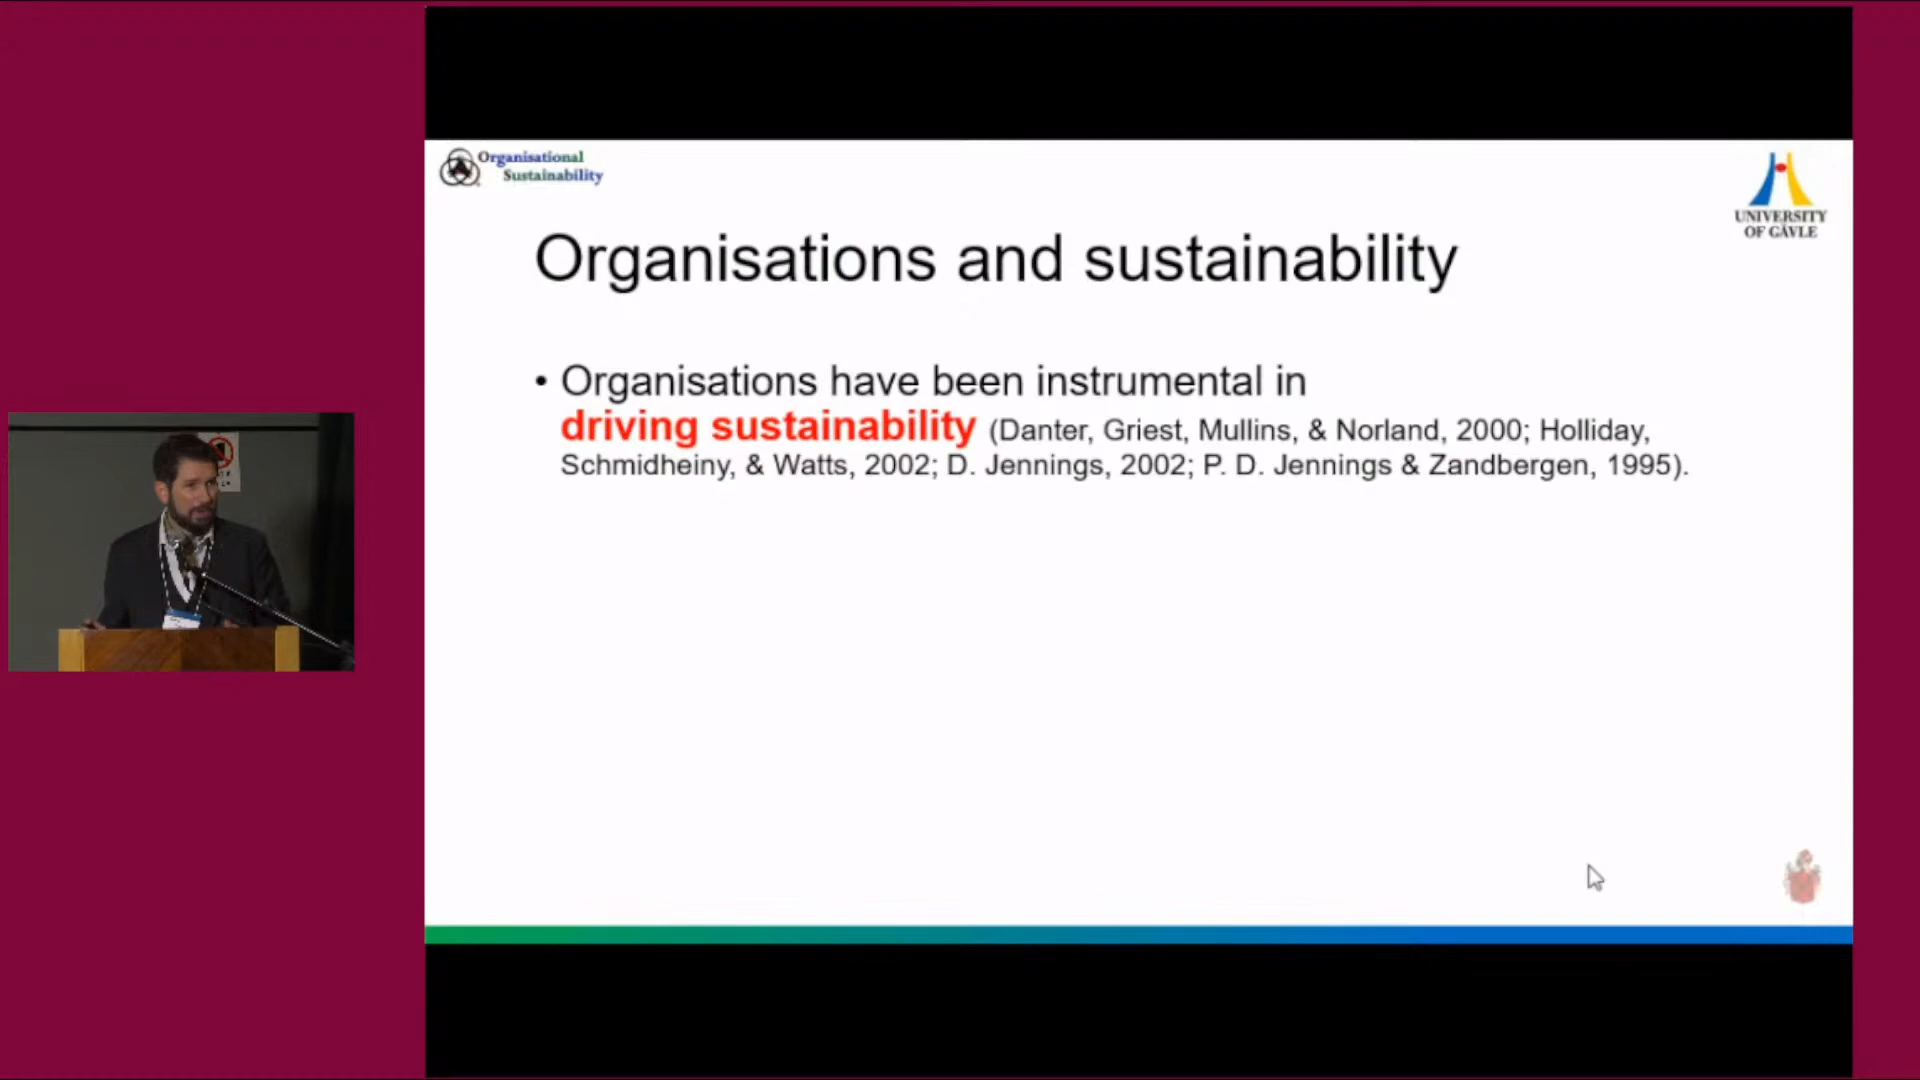 Organisational
Sustainability
UNIVERSITY
OF GÄVLE
Organisations and sustainability
• Organisations have been instrumental in
driving sustainability (Danter, Griest, Mullins, & Norland, 2000; Holliday,
Schmidheiny, & Watts, 2002; D. Jennings, 2002; P. D. Jennings & Zandbergen, 1995).